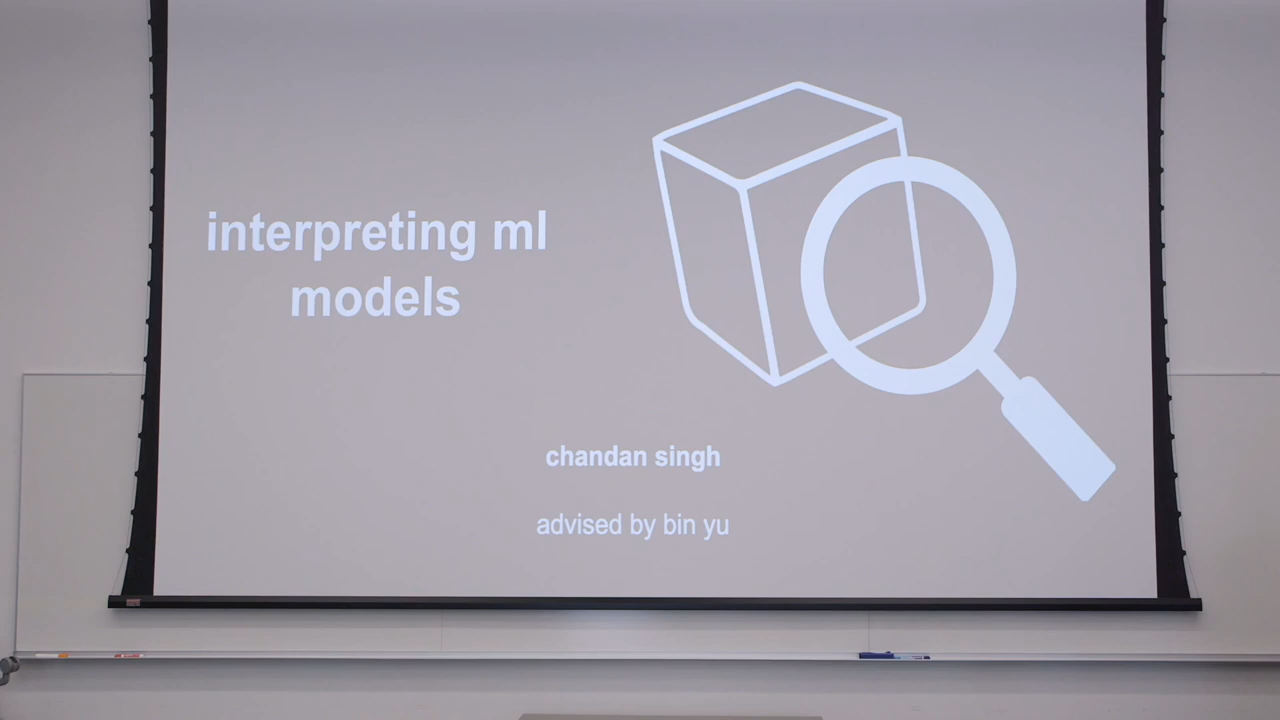 interpreting ml
models
chandan singh
advised by bin yu